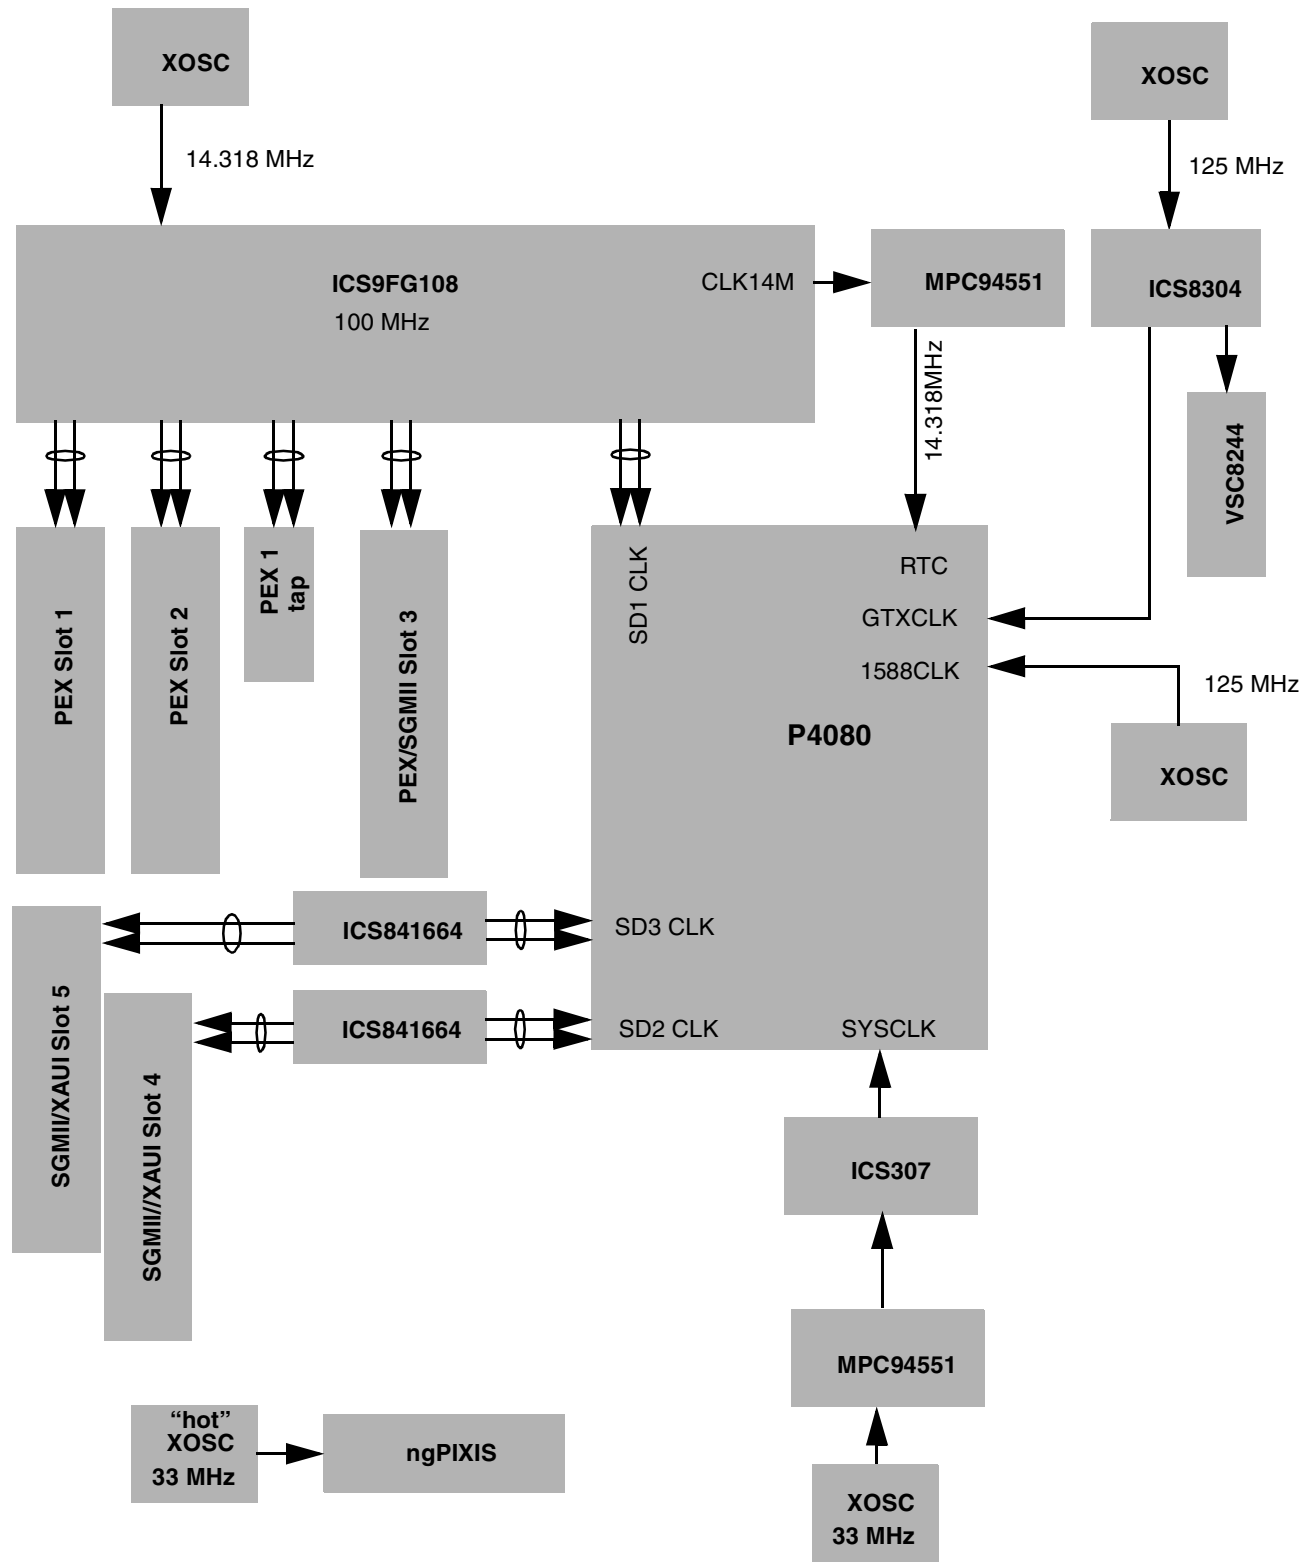 XOSC
XOSC
14.318 MHz
125 MHz
ICS9FG108
100 MHz
CLK14M
MPC94551
ICS8304
14.318MHz
VSC8244
PEX Slot 1
PEX Slot 2
PEX 1
tap
PEX/SGMII Slot 3
SD1 CLK
RTC
GTXCLK
1588CLK
125 MHz
P4080
XOSC
ICS841664
SD3 CLK
SGMII/XAUI Slot 5
SGMII//XAUI Slot 4
ICS841664
SD2 CLK
SYSCLK
ICS307
MPC94551
“hot”
XOSC
33 MHz
ngPIXIS
XOSC
33 MHz